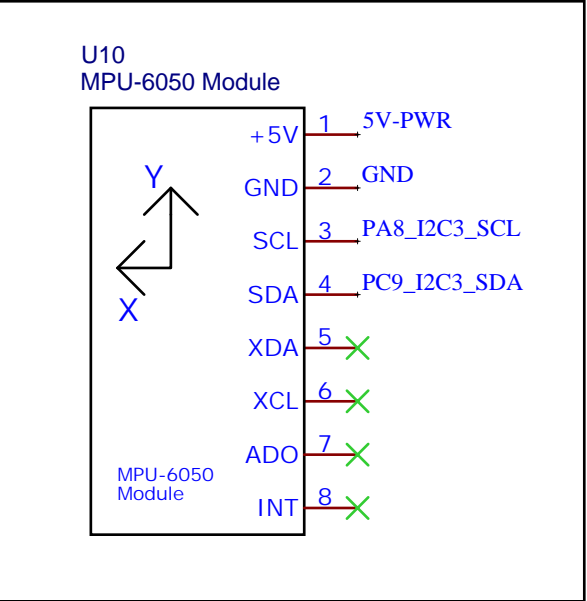 U10
MPU-6050 Module
+5V 1 5V-PWR
Y
GND 2 GND
SCL 3 PA8_I2C3_SCL
X
SDA 4 PC9_I2C3_SDA
XDA 5
XCL 6
ADO 7
MPU-6050
Module
INT 8